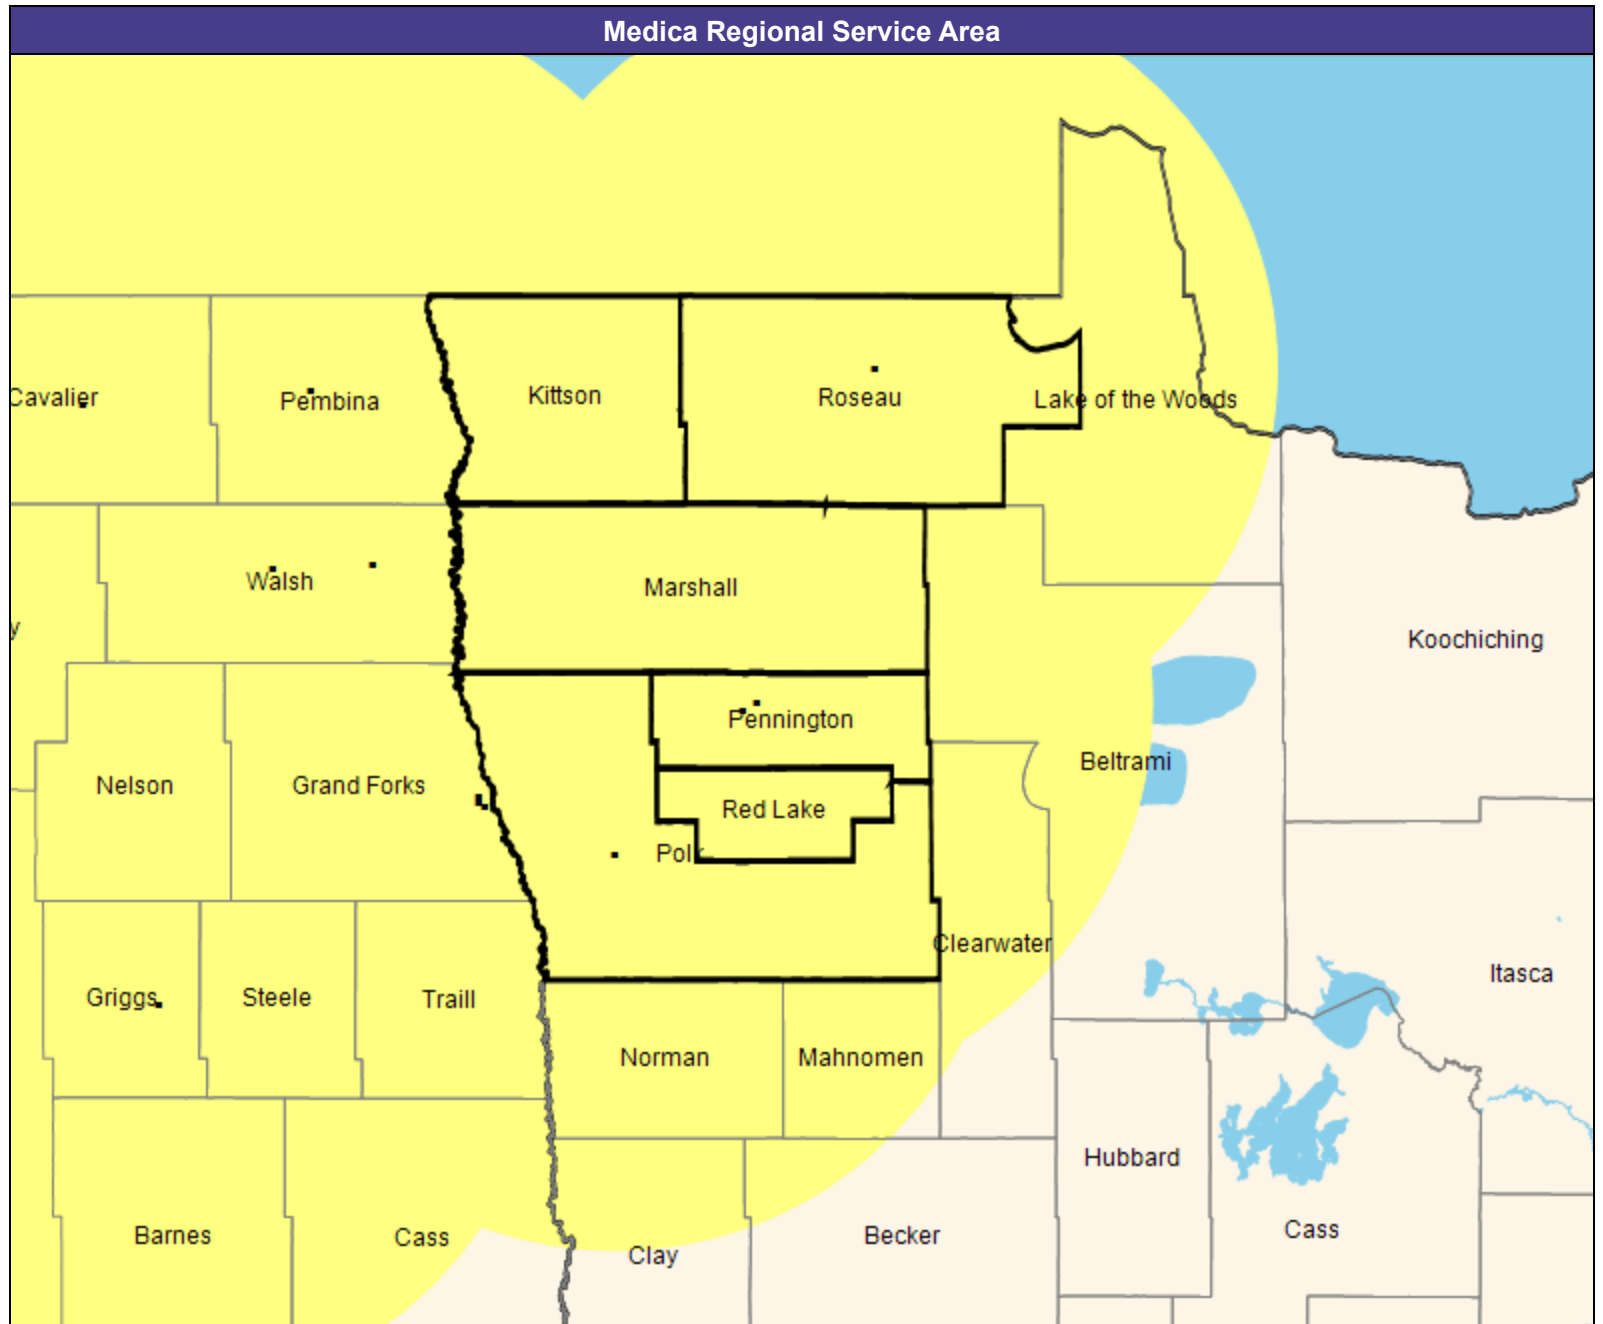 Medica Regional Service Area
Cavalier
Pembina
Kittson
Roseau
Lake of the Woods
Walsh
Marshall
y
Koochiching
Pennington
Beltrami
Nelson
Grand Forks
Red Lake
Polk
Clearwater
Itasca
Griggs
Steele
Traill
Norman
Mahnomen
Hubbard
Barnes
Cass
Clay
Becker
Cass